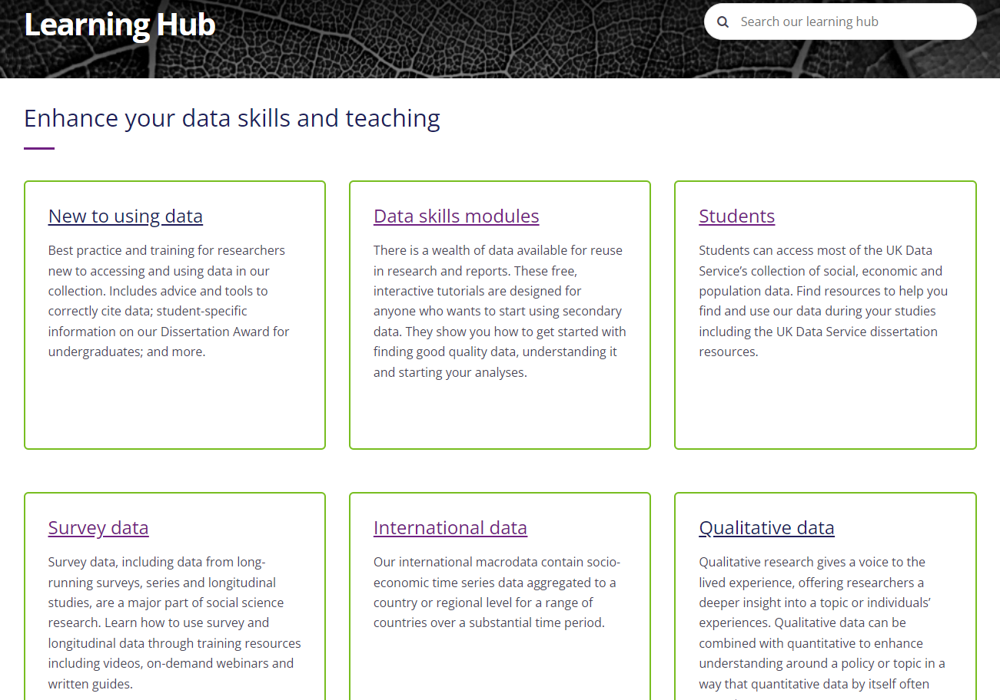 Learning Hub
Search our learning hub
Enhance your data skills and teaching
New to using data
Best practice and training for researchers
new to accessing and using data in our
collection. Includes advice and tools to
correctly cite data; student-specific
information on our Dissertation Award for
undergraduates; and more.
Data skills modules
There is a wealth of data available for reuse
in research and reports. These free,
interactive tutorials are designed for
anyone who wants to start using secondary
data. They show you how to get started with
finding good quality data, understanding it
and starting your analyses.
Students
Students can access most of the UK Data
Service’s collection of social, economic and
population data. Find resources to help you
find and use our data during your studies
including the UK Data Service dissertation
resources.
Survey data
Survey data, including data from long-
running surveys, series and longitudinal
studies, are a major part of social science
research. Learn how to use survey and
longitudinal data through training resources
including videos, on-demand webinars and
written guides.
International data
Our international macrodata contain socio-
economic time series data aggregated to a
country or regional level for a range of
countries over a substantial time period.
Qualitative data
Qualitative research gives a voice to the
lived experience, offering researchers a
deeper insight into a topic or individuals’
experiences. Qualitative data can be
combined with quantitative to enhance
understanding around a policy or topic in a
way that quantitative data by itself often